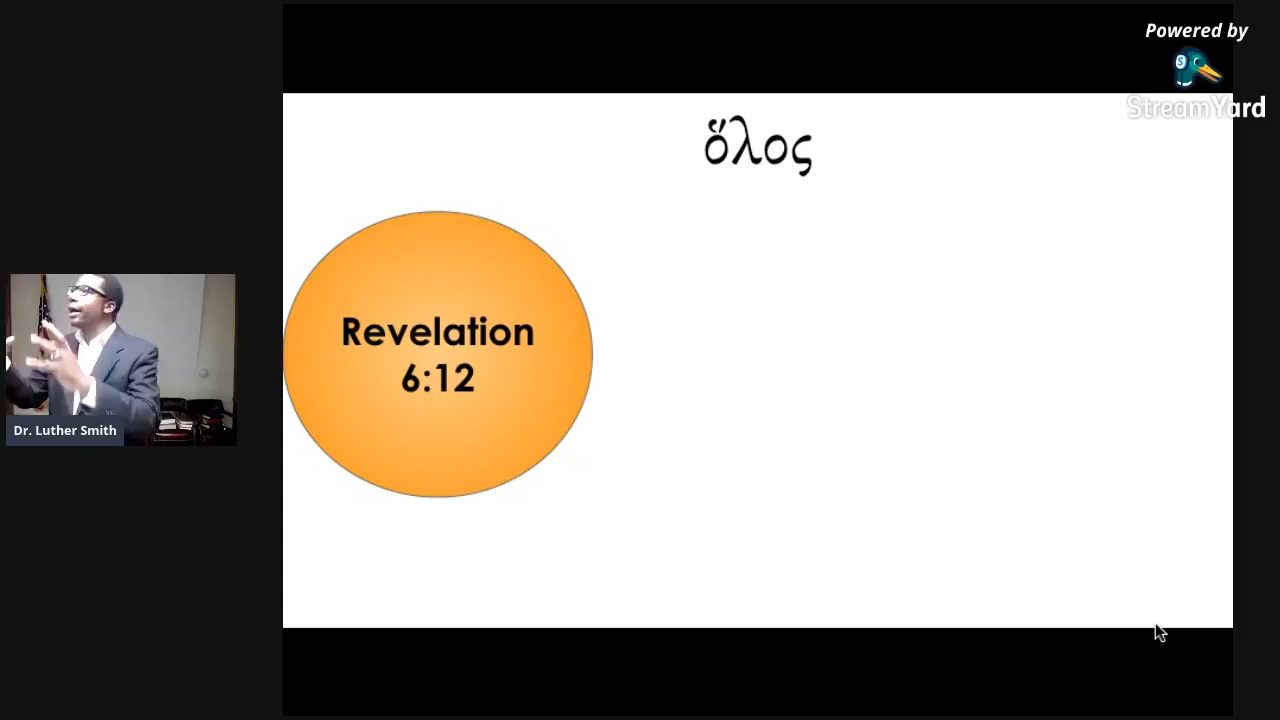 Powered by
StreamYard
ὅλος
Revelation
6:12
Dr. Luther Smith